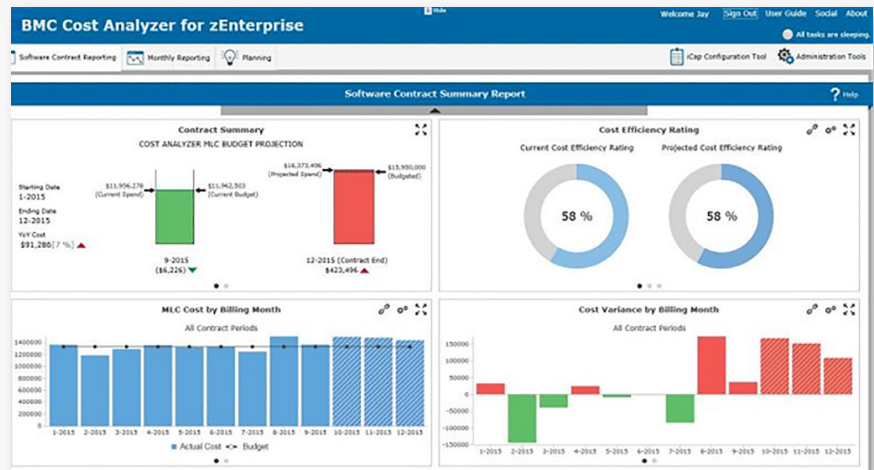 Hide
BMC Cost Analyzer for zEnterprise
Welcome Jay Sign Out User Guide Social About
All tasks are sleeping.
Software Contract Reporting Monthly Reporting Planning iCap Configuration Tool Administration Tools
Software Contract Summary Report
? Help
Contract Summary
COST ANALYZER MLC BUDGET PROJECTION
Starting Date
1-2015
Ending Date
12-2015
YoY Cost
$91,286[7 %]
$11,956,278
(Current Spend)
$11,962,503
(Current Budget)
9-2015
($6,226)
$16,373,496
(Projected Spend)
$15,950,000
(Budgeted)
12-2015 (Contract End)
$423,496
Cost Efficiency Rating
Current Cost Efficiency Rating
58 %
Projected Cost Efficiency Rating
58 %
MLC Cost by Billing Month
All Contract Periods
1400000
1200000
1000000
800000
600000
400000
200000
0
1-2015 2-2015 3-2015 4-2015 5-2015 6-2015 7-2015 8-2015 9-2015 10-2015 11-2015 12-2015
Actual Cost Budget
Cost Variance by Billing Month
All Contract Periods
150000
100000
50000
0
-50000
-100000
-150000
1-2015 2-2015 3-2015 4-2015 5-2015 6-2015 7-2015 8-2015 9-2015 10-2015 11-2015 12-2015